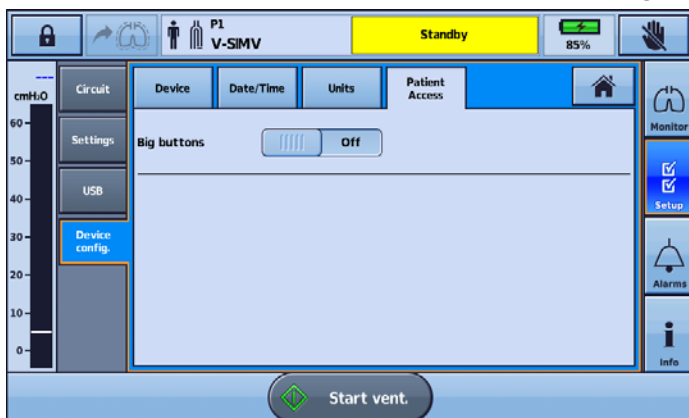 P1
V-SIMV
Standby
85%
---
cmH₂O
60
50
40
30
20
10
0
Circuit
Settings
USB
Device
config.
Device
Date/Time
Units
Patient
Access
Big buttons
Off
Monitor
Setup
Alarms
Info
Start vent.